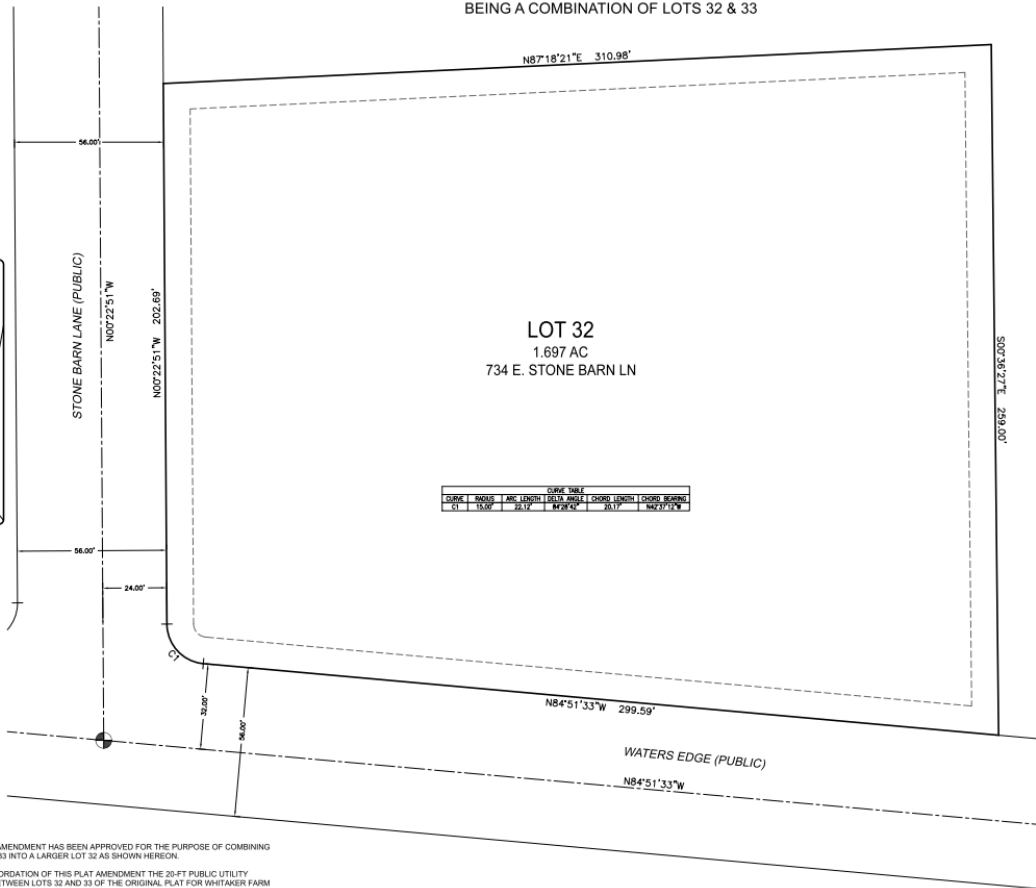 BEING A COMBINATION OF LOTS 32 & 33
N87°18'21"E 310.98'
56.00'
STONE BARN LANE (PUBLIC)
N00°22'51"W
N00°22'51"W 202.69'
LOT 32
1.697 AC
734 E. STONE BARN LN
S00°36'27"E 259.00'
CURVE TABLE
CURVE RADIUS ARC LENGTH DELTA ANGLE CHORD LENGTH CHORD BEARING
C1 15.00' 22.12' 84°28'42" 20.17' N42°37'12"W
56.00'
24.00'
C1
32.00'
56.00'
N84°51'33"W 299.59'
WATERS EDGE (PUBLIC)
N84°51'33"W
AMENDMENT HAS BEEN APPROVED FOR THE PURPOSE OF COMBINING
33 INTO A LARGER LOT 32 AS SHOWN HEREON.
ORDATION OF THIS PLAT AMENDMENT THE 20-FT PUBLIC UTILITY
ETWEEN LOTS 32 AND 33 OF THE ORIGINAL PLAT FOR WHITAKER FARM